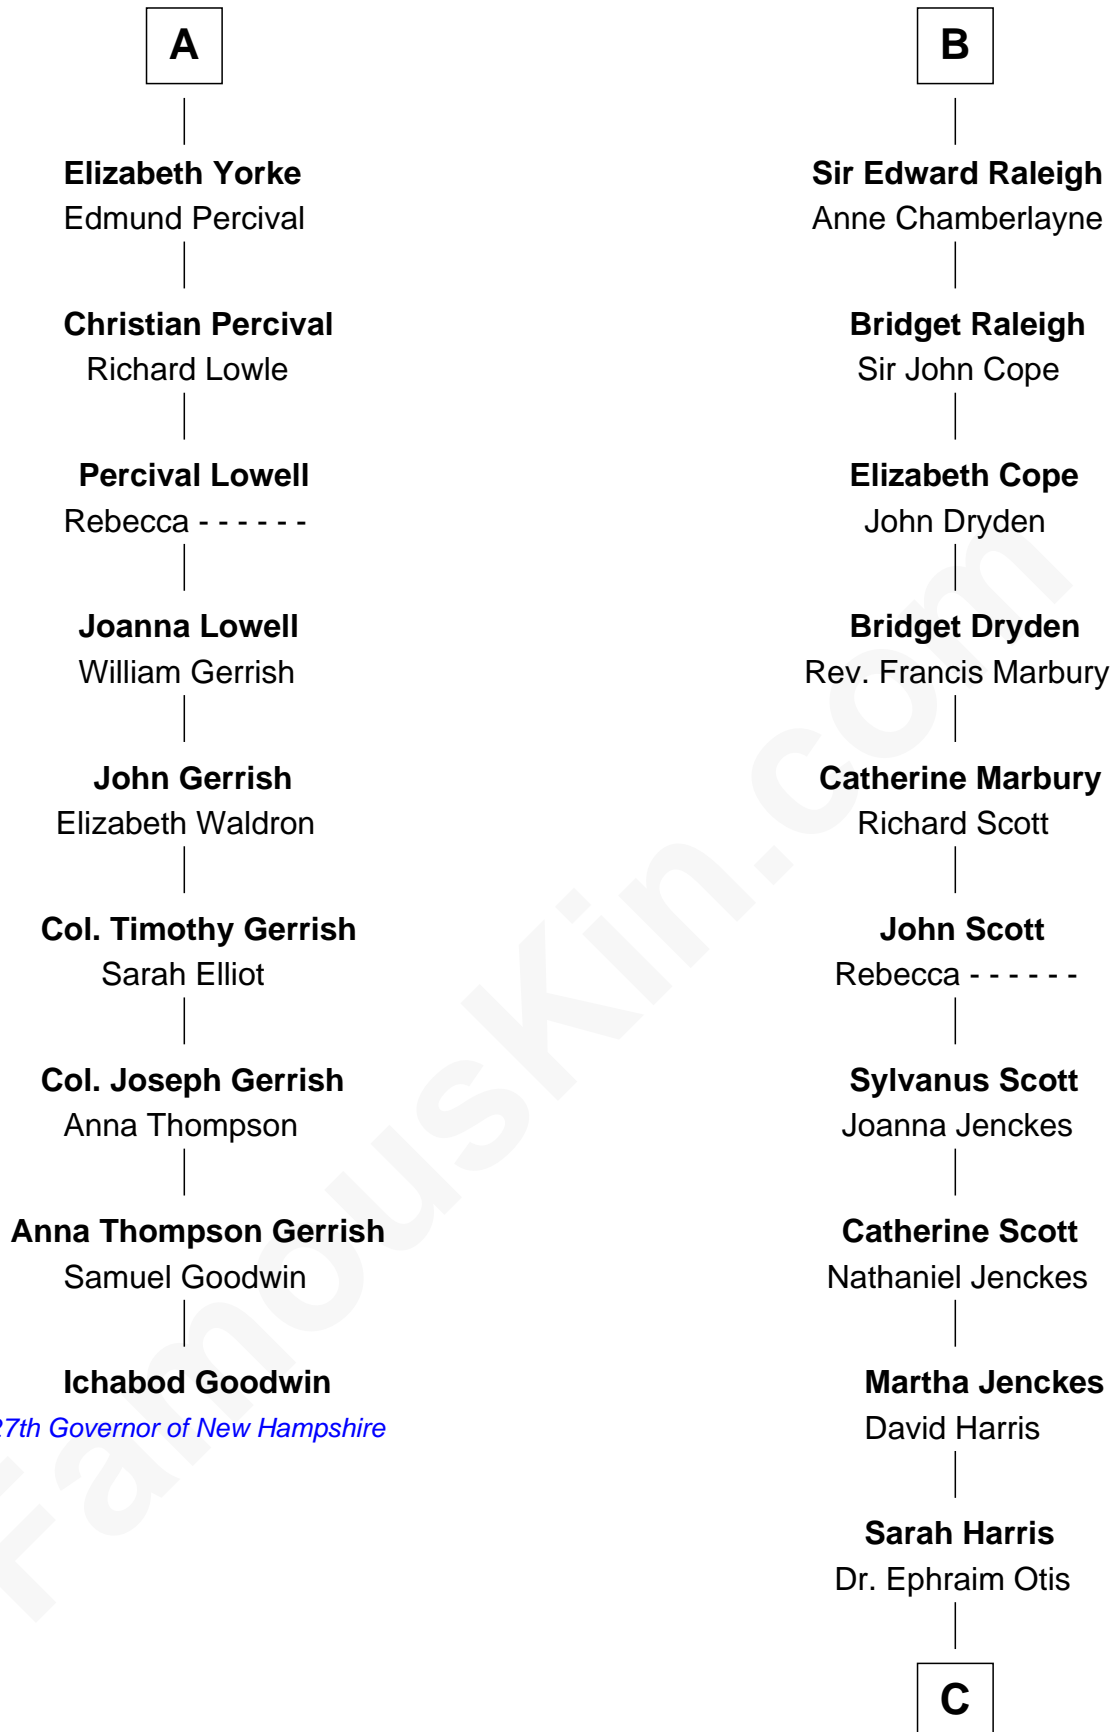 A
Elizabeth Yorke
Edmund Percival
Christian Percival
Richard Lowle
Percival Lowell
Rebecca - - - - - -
Joanna Lowell
William Gerrish
John Gerrish
Elizabeth Waldron
Col. Timothy Gerrish
Sarah Elliot
Col. Joseph Gerrish
Anna Thompson
Anna Thompson Gerrish
Samuel Goodwin
Ichabod Goodwin
27th Governor of New Hampshire
B
Sir Edward Raleigh
Anne Chamberlayne
Bridget Raleigh
Sir John Cope
Elizabeth Cope
John Dryden
Bridget Dryden
Rev. Francis Marbury
Catherine Marbury
Richard Scott
John Scott
Rebecca - - - - - -
Sylvanus Scott
Joanna Jenckes
Catherine Scott
Nathaniel Jenckes
Martha Jenckes
David Harris
Sarah Harris
Dr. Ephraim Otis
C
FamousKin.com